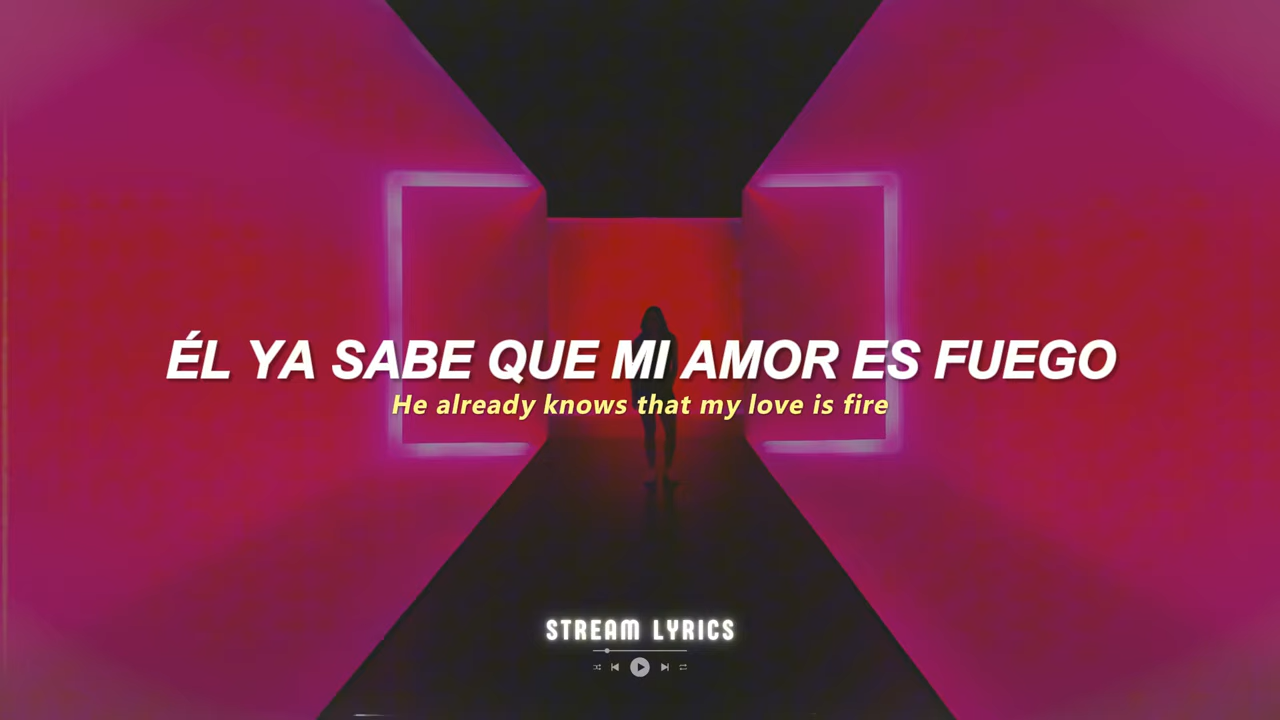 ÉL YA SABE QUE MI AMOR ES FUEGO
He already knows that my love is fire
STREAM LYRICS